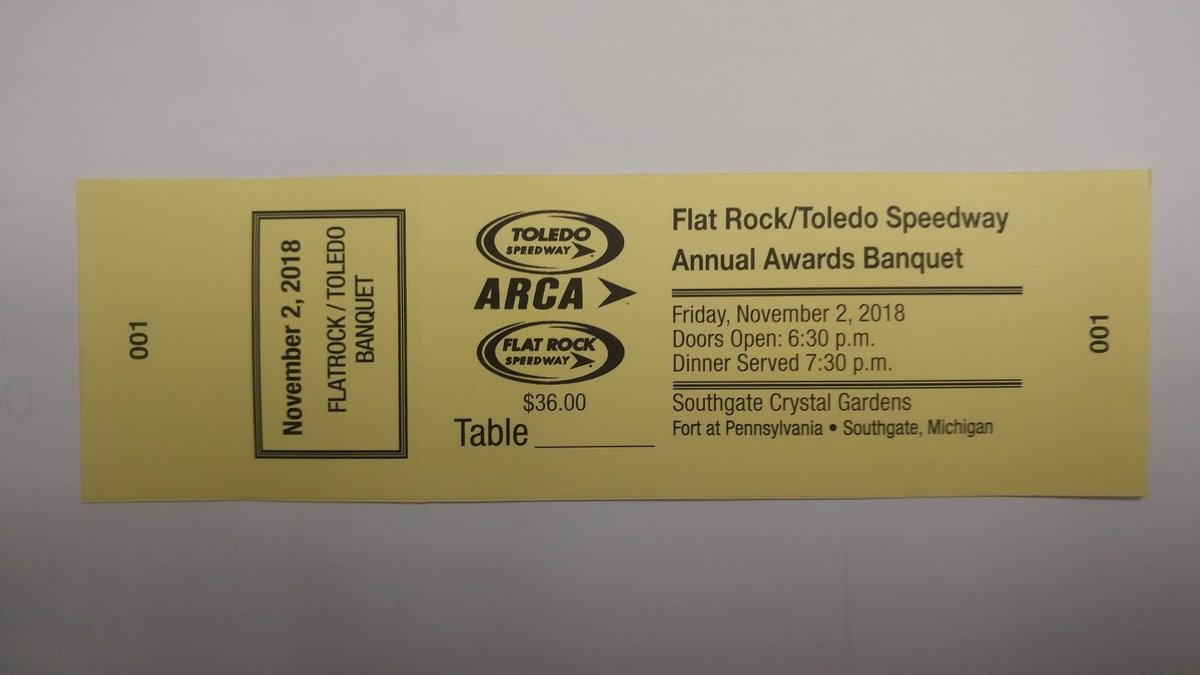 001
November 2, 2018
FLATROCK / TOLEDO
BANQUET
TOLEDO
SPEEDWAY
ARCA
FLAT ROCK
SPEEDWAY
$36.00
Table
Flat Rock/Toledo Speedway
Annual Awards Banquet
Friday, November 2, 2018
Doors Open: 6:30 p.m.
Dinner Served 7:30 p.m.
Southgate Crystal Gardens
Fort at Pennsylvania • Southgate, Michigan
001